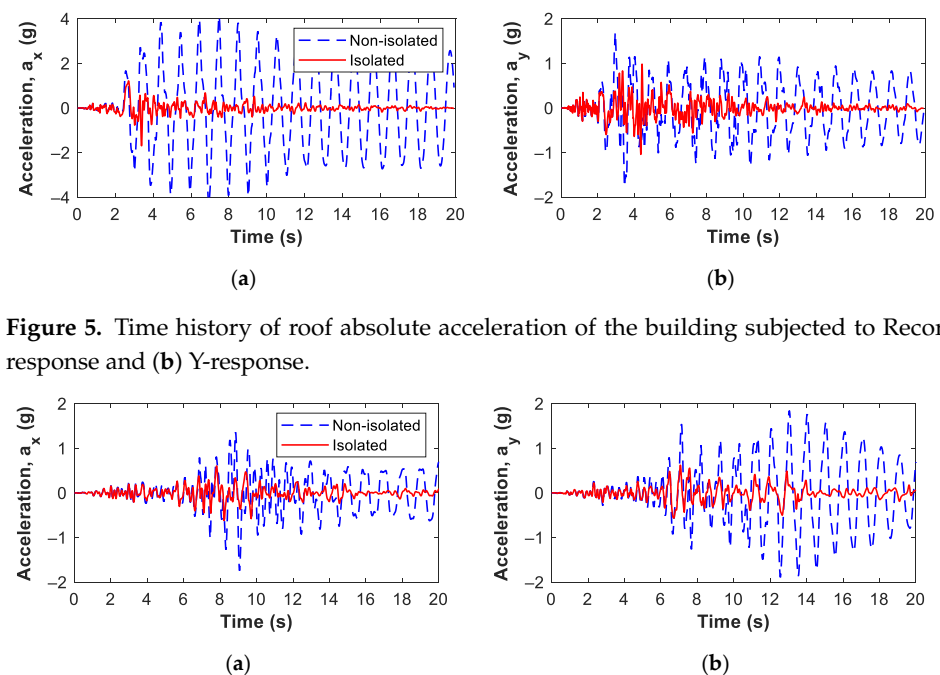 4
2
0
−2
−4
Acceleration, aₓ (g)
Non-isolated
Isolated
0 2 4 6 8 10 12 14 16 18 20
Time (s)
(a)
2
1
0
−1
−2
Acceleration, a_y (g)
0 2 4 6 8 10 12 14 16 18 20
Time (s)
(b)
Figure 5. Time history of roof absolute acceleration of the building subjected to
response and (b) Y-response.
2
1
0
−1
−2
Acceleration, aₓ (g)
Non-isolated
Isolated
0 2 4 6 8 10 12 14 16 18 20
Time (s)
(a)
2
1
0
−1
−2
Acceleration, a_y (g)
0 2 4 6 8 10 12 14 16 18 20
Time (s)
(b)